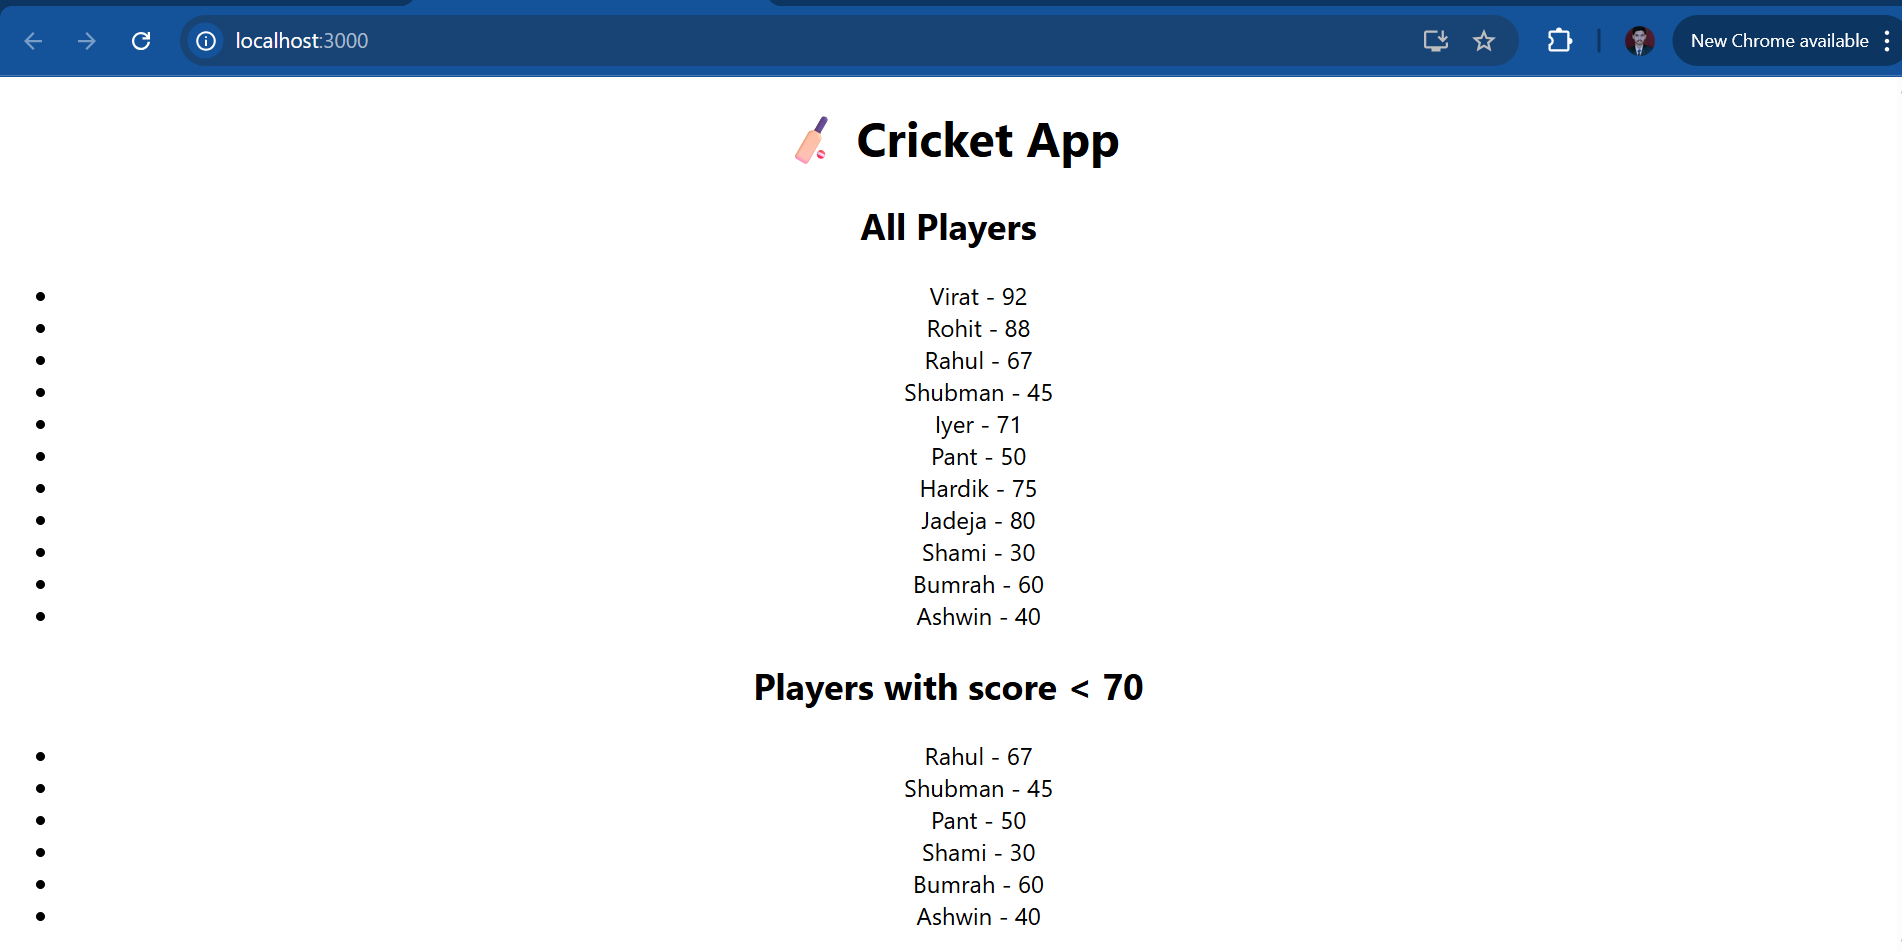 localhost:3000
New Chrome available
Cricket App
All Players
Virat - 92
Rohit - 88
Rahul - 67
Shubman - 45
Iyer - 71
Pant - 50
Hardik - 75
Jadeja - 80
Shami - 30
Bumrah - 60
Ashwin - 40
Players with score < 70
Rahul - 67
Shubman - 45
Pant - 50
Shami - 30
Bumrah - 60
Ashwin - 40